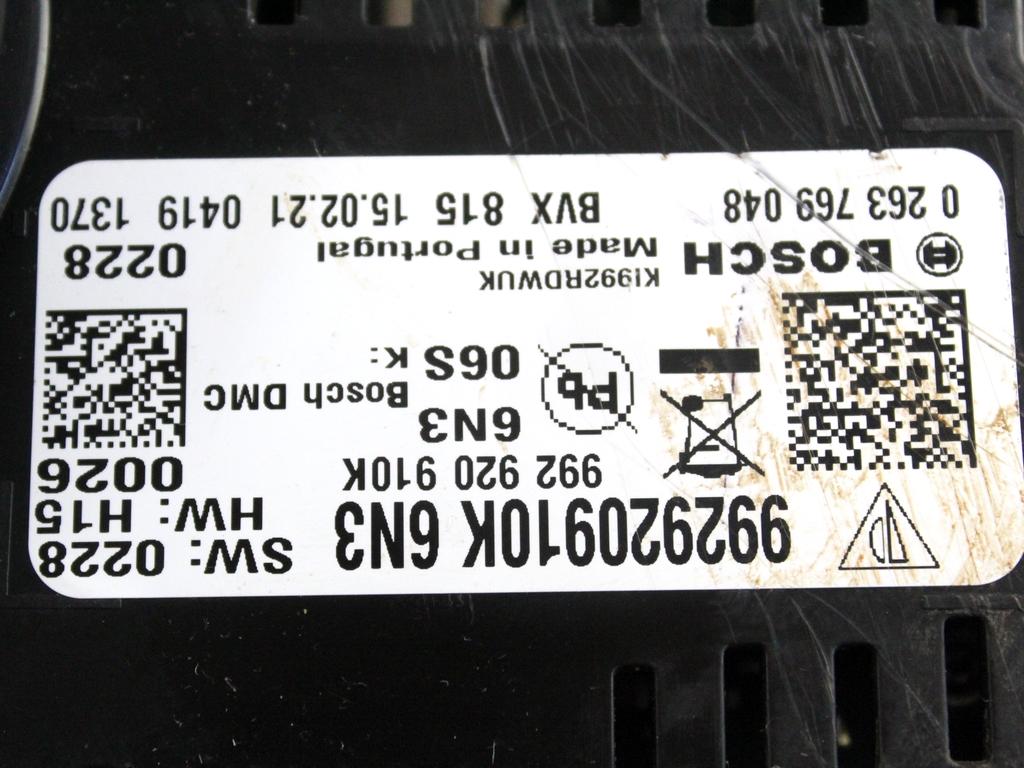 992920910K 6N3
SW: 0228
HW: H15
992 920 910K
0026
6N3
Bosch DMC
Pb
06S K:
KI992RDWUK
BOSCH
Made in Portugal
0228
0 263 769 048
BVX 815 15.02.21 0419 1370